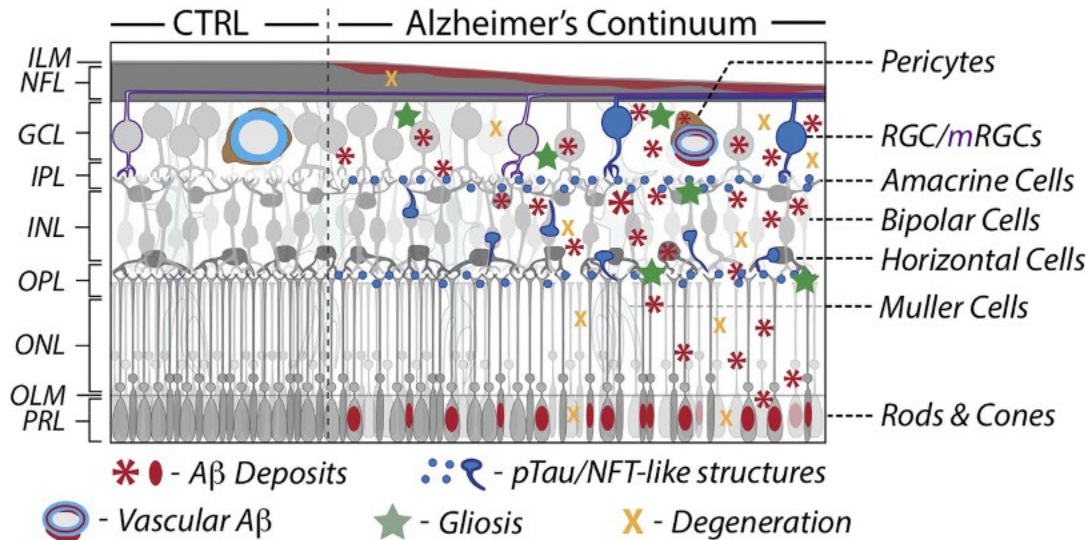 CTRL
Alzheimer's Continuum
ILM
NFL
GCL
IPL
INL
OPL
ONL
OLM
PRL
Pericytes
RGC/mRGCs
Amacrine Cells
Bipolar Cells
Horizontal Cells
Muller Cells
Rods & Cones
- Aβ Deposits
- pTau/NFT-like structures
- Vascular Aβ
- Gliosis
X - Degeneration